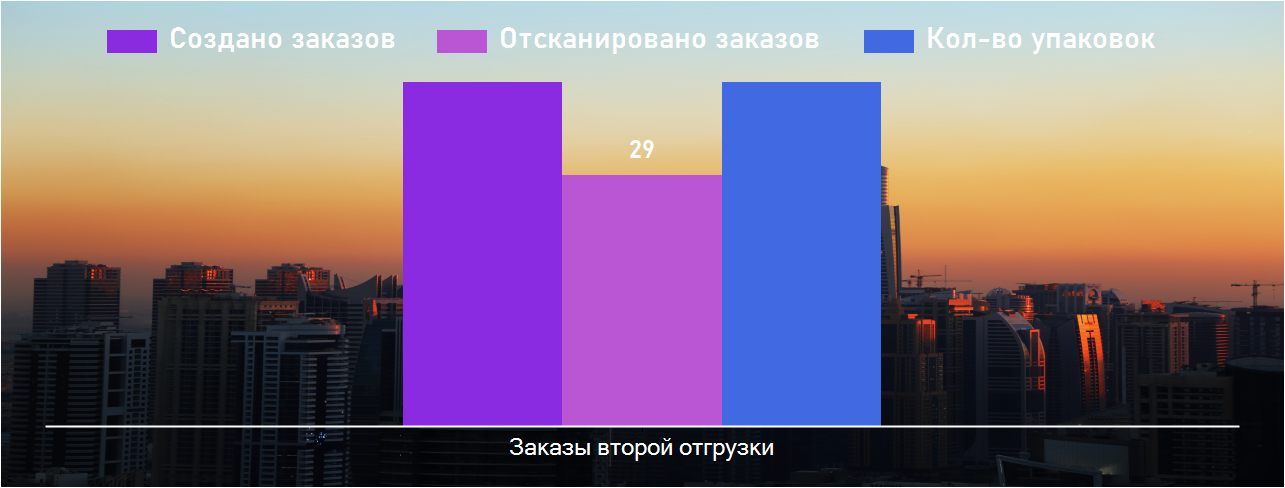 Создано заказов Отсканировано заказов Кол-во упаковок
29
Заказы второй отгрузки